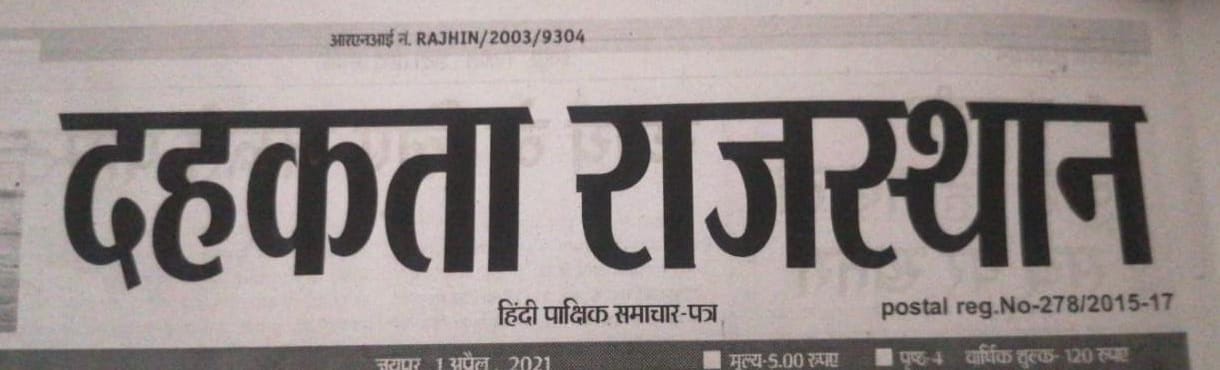 आरएनआई नं. RAJHIN/2003/9304
दहकता राजस्थान
हिंदी पाक्षिक समाचार-पत्र
postal reg.No-278/2015-17
जयपुर, 1 अप्रैल, 2021 मूल्य-5.00 रुपए पृष्ठ-4 वार्षिक शुल्क- 120 रुपए